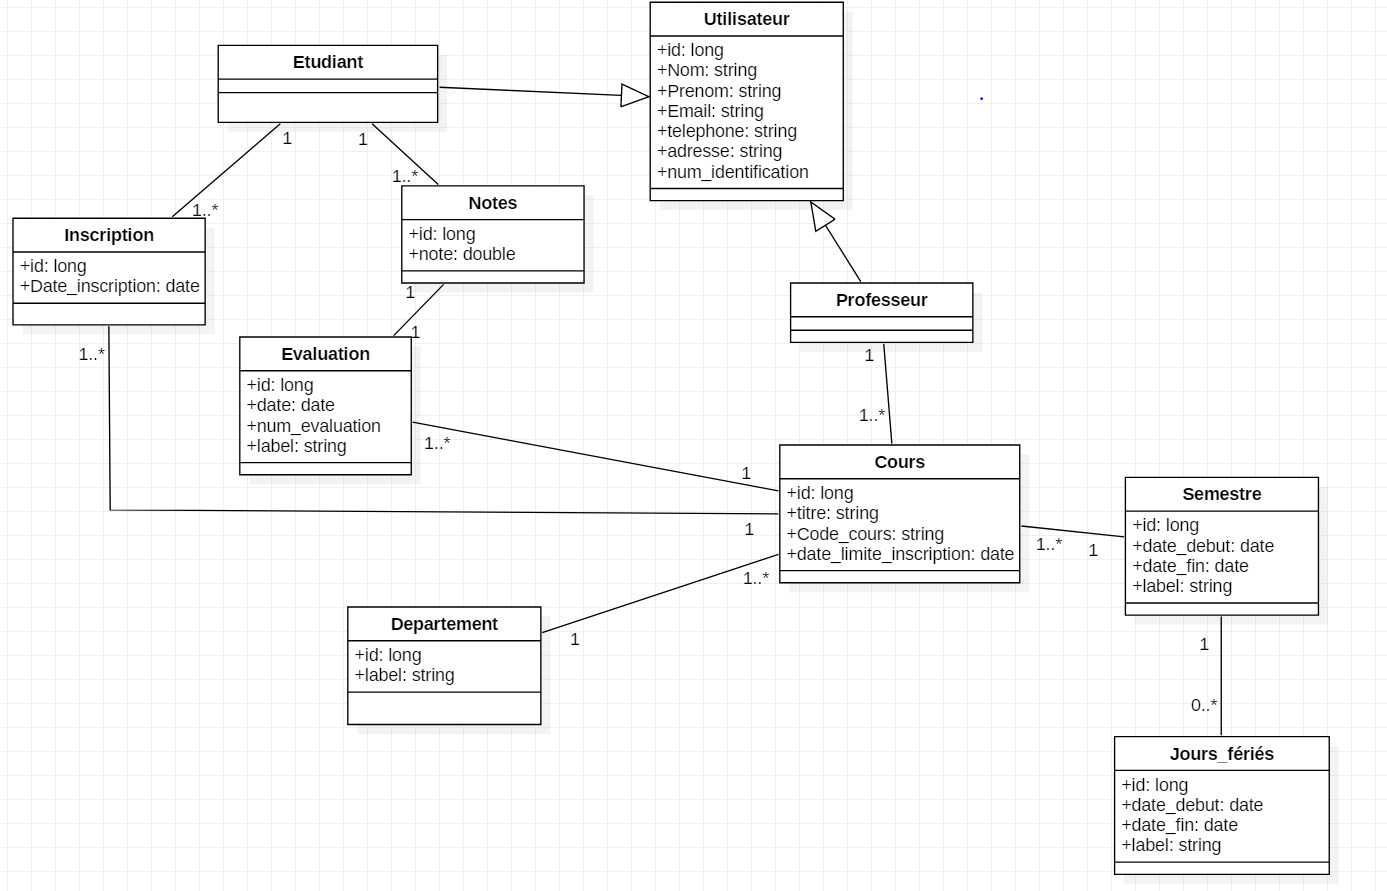 Utilisateur
+id: long
+Nom: string
+Prenom: string
+Email: string
+telephone: string
+adresse: string
+num_identification
Etudiant
1
1
1..*
1..*
Notes
+id: long
+note: double
Inscription
+id: long
+Date_inscription: date
1
1
1..*
Professeur
1
1..*
Evaluation
+id: long
+date: date
+num_evaluation
+label: string
1..*
1
1
Cours
+id: long
+titre: string
+Code_cours: string
+date_limite_inscription: date
1..*
1
Semestre
+id: long
+date_debut: date
+date_fin: date
+label: string
1..*
1
Departement
+id: long
+label: string
1
0..*
Jours_fériés
+id: long
+date_debut: date
+date_fin: date
+label: string